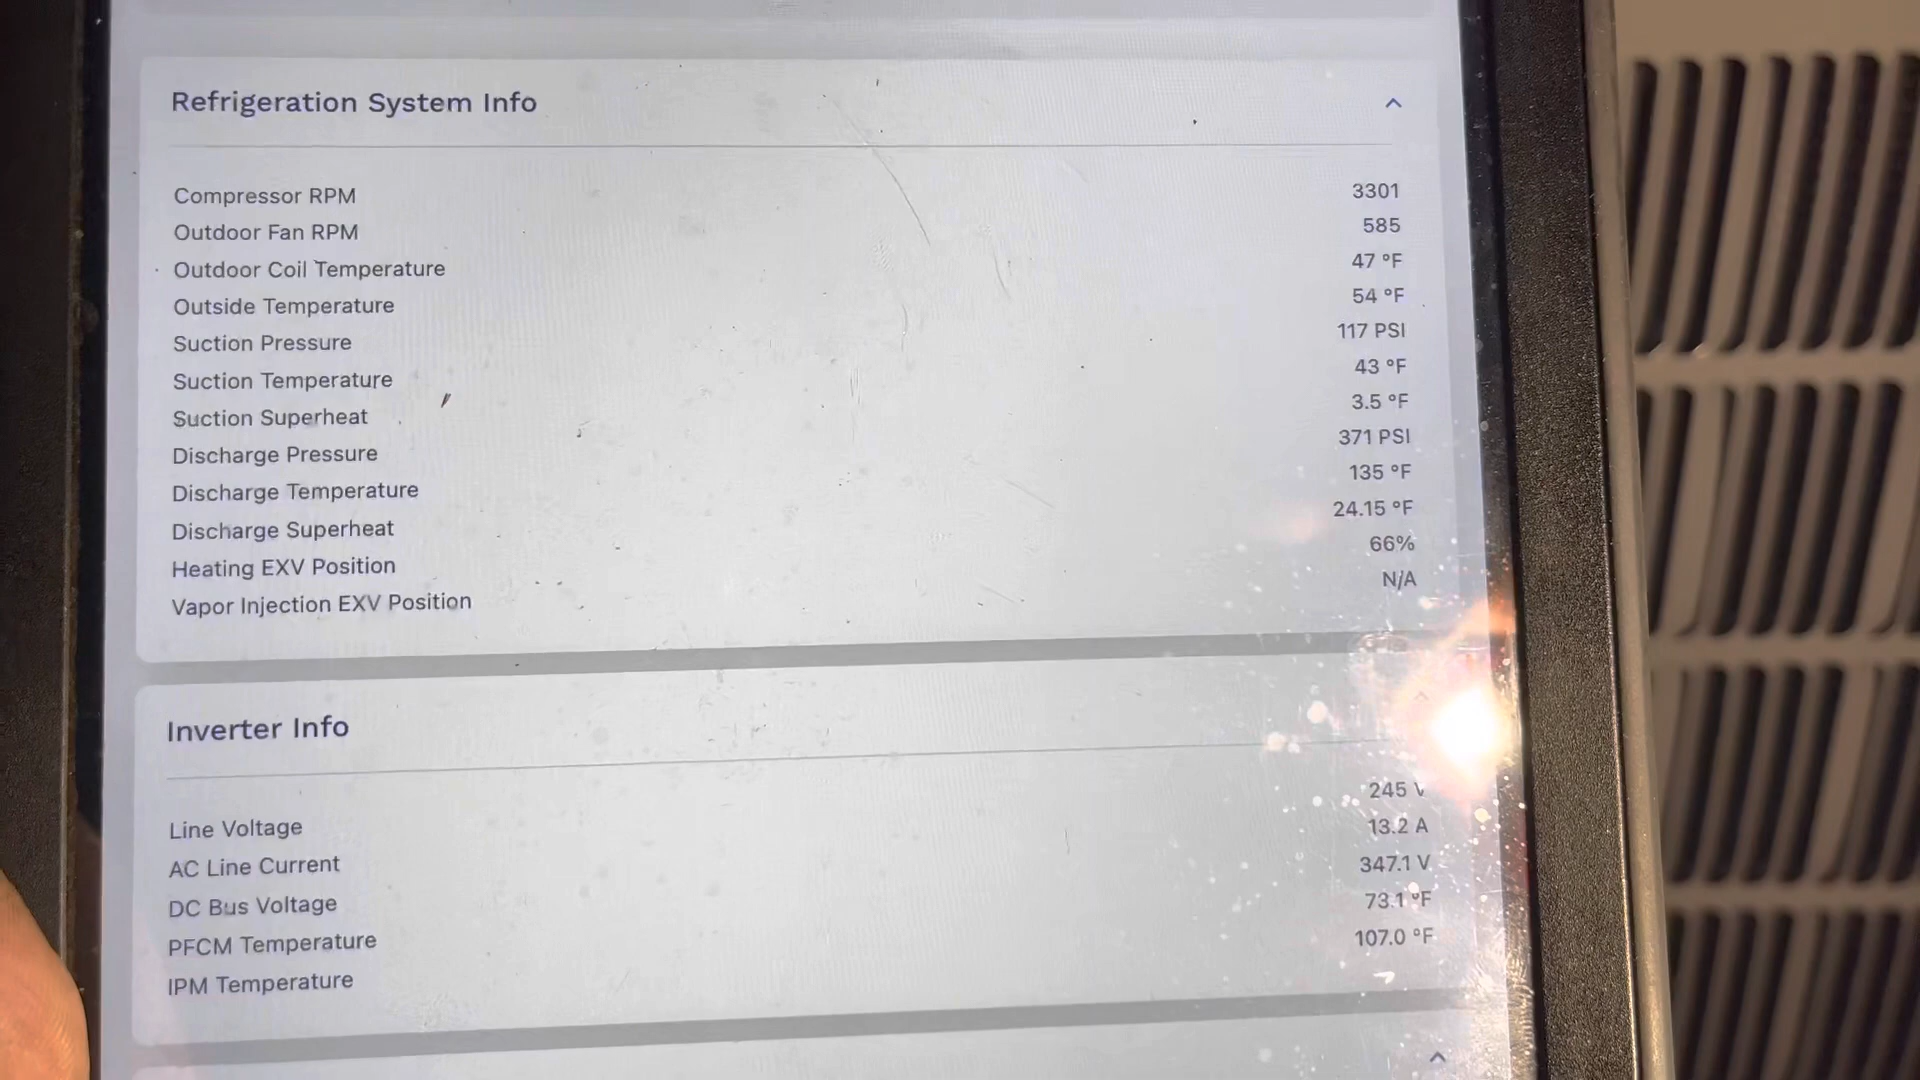 Refrigeration System Info
Compressor RPM 3301
Outdoor Fan RPM 585
Outdoor Coil Temperature 47 °F
Outside Temperature 54 °F
Suction Pressure 117 PSI
Suction Temperature 43 °F
Suction Superheat 3.5 °F
Discharge Pressure 371 PSI
Discharge Temperature 135 °F
Discharge Superheat 24.15 °F
Heating EXV Position 66%
Vapor Injection EXV Position N/A
Inverter Info
Line Voltage 245 V
AC Line Current 13.2 A
DC Bus Voltage 347.1 V
PFCM Temperature 73.1 °F
IPM Temperature 107.0 °F